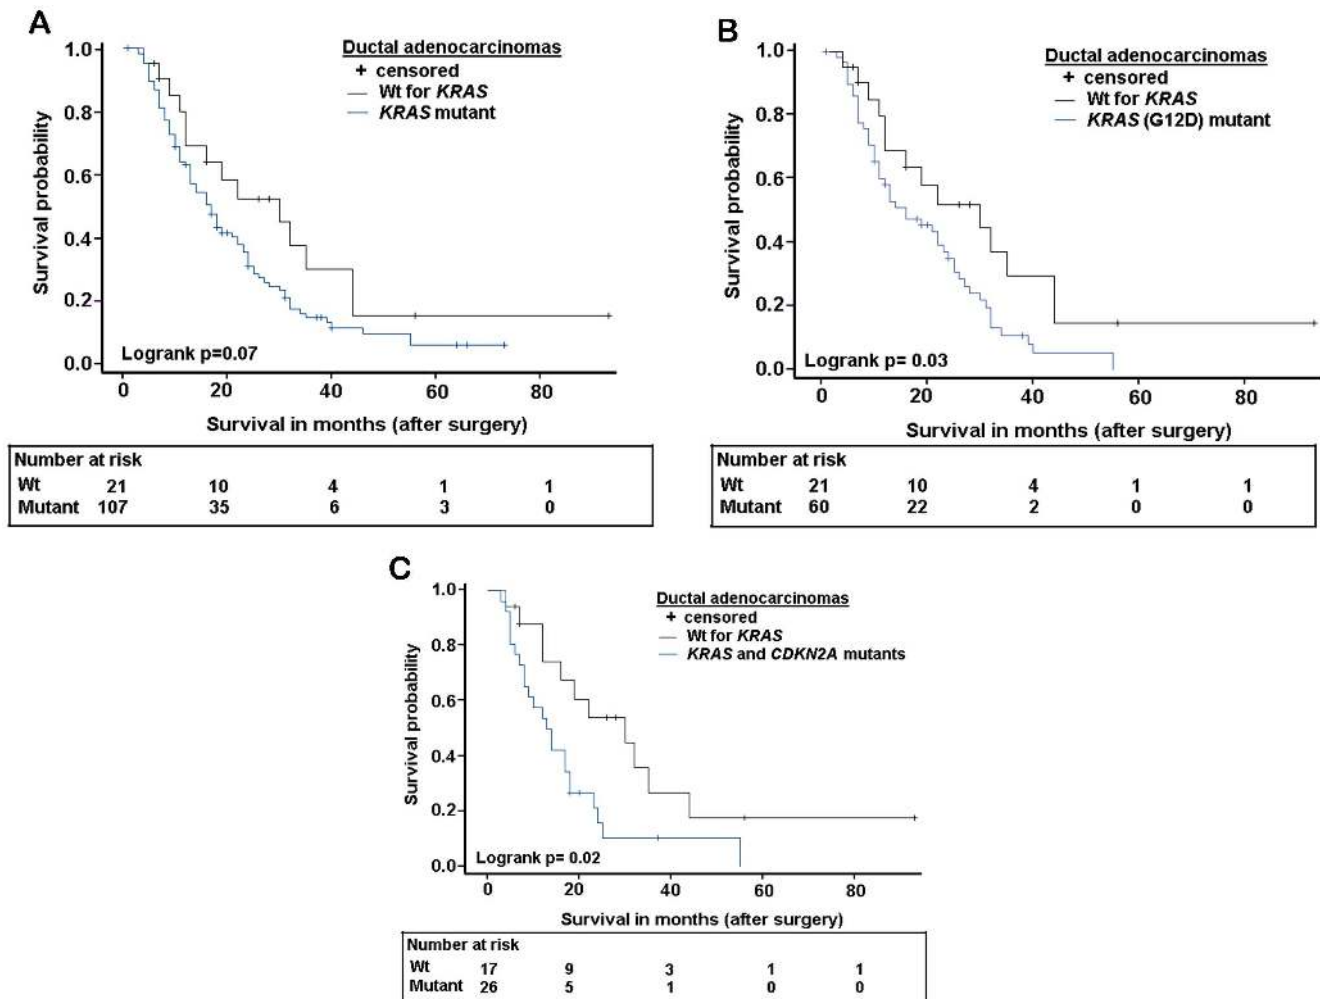 A
Ductal adenocarcinomas
+ censored
Wt for KRAS
KRAS mutant
1.0
0.8
0.6
0.4
0.2
0.0
Survival probability
Logrank p=0.07
0 20 40 60 80
Survival in months (after surgery)
Number at risk
Wt 21 10 4 1 1
Mutant 107 35 6 3 0
B
Ductal adenocarcinomas
+ censored
Wt for KRAS
KRAS (G12D) mutant
1.0
0.8
0.6
0.4
0.2
0.0
Survival probability
Logrank p= 0.03
0 20 40 60 80
Survival in months (after surgery)
Number at risk
Wt 21 10 4 1 1
Mutant 60 22 2 0 0
C
Ductal adenocarcinomas
+ censored
Wt for KRAS
KRAS and CDKN2A mutants
1.0
0.8
0.6
0.4
0.2
0.0
Survival probability
Logrank p= 0.02
0 20 40 60 80
Survival in months (after surgery)
Number at risk
Wt 17 9 3 1 1
Mutant 26 5 1 0 0